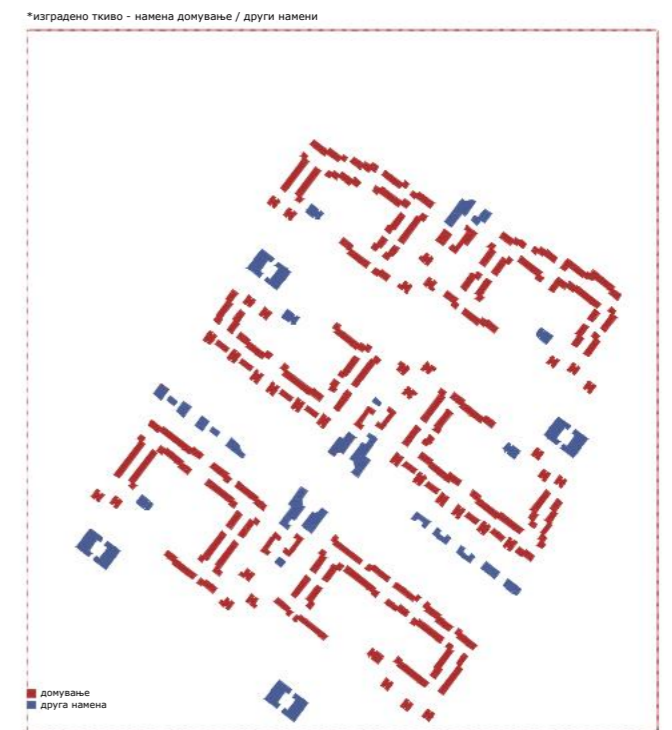 *изградено ткиво - намена домување / други намени
домување
друга намена